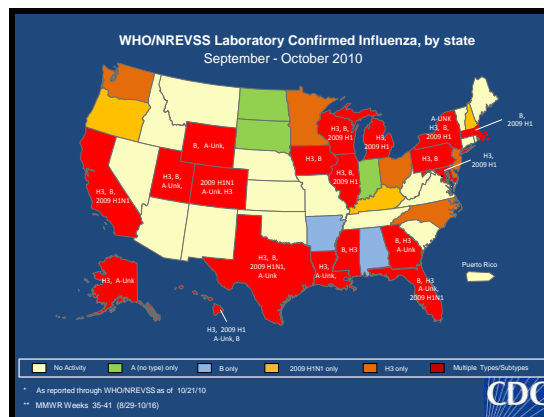 WHO/NREVSS Laboratory Confirmed Influenza, by state
September - October 2010
A-UNK
H3, B,
2009 H1
B,
2009 H1
H3, B,
2009 H1
H3,
2009 H1
B, A-Unk,
H3, B
H3, B
H3,
2009 H1
H3, B,
2009 H1N1
H3, B,
A-Unk,
2009 H1N1
A-Unk. H3
H3, B,
2009 H1
H3, B,
2009 H1N1,
A-Unk
B, H3
B, H3
A-Unk
H3,
A-Unk,
B, H3
A-Unk,
2009H1N1
Puerto Rico
H3, A-Unk
H3, 2009 H1
A-Unk, B
No Activity
A (no type) only
B only
2009 H1N1 only
H3 only
Multiple Types/Subtypes
* As reported through WHO/NREVSS as of 10/21/10
** MMWR Weeks 35-41 (8/29-10/16)
CDC